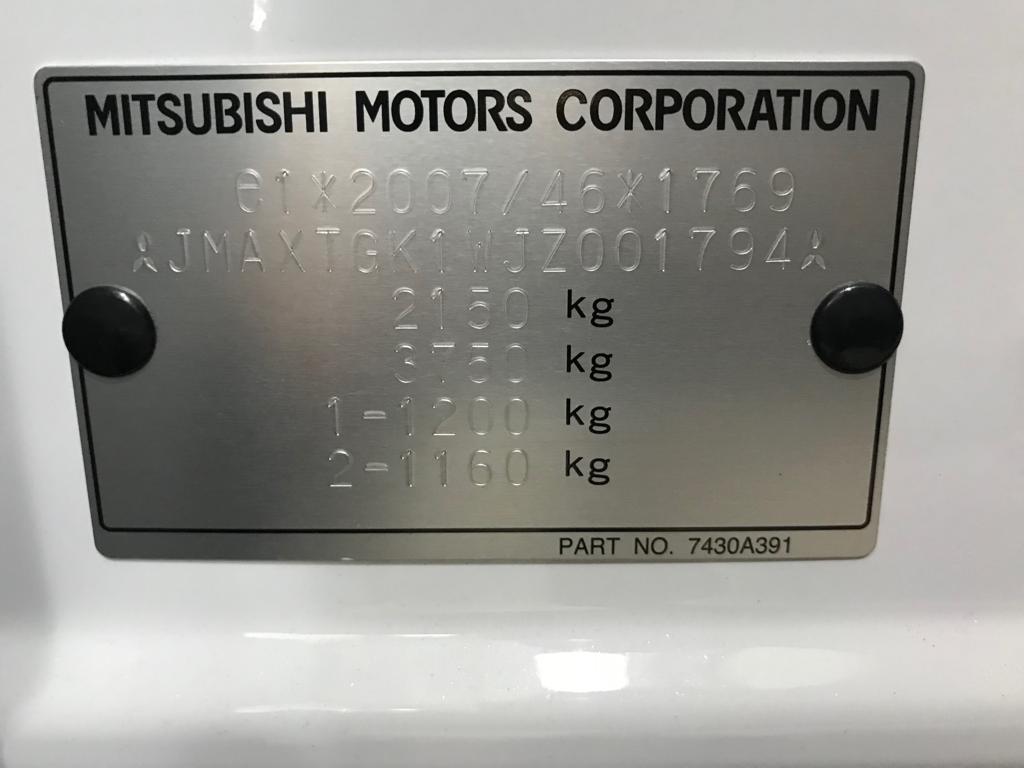 MITSUBISHI MOTORS CORPORATION
e1*2007/46*1769
JMAXTGK1WJZ001794
2150 kg
3750 kg
1-1200 kg
2-1160 kg
PART NO. 7430A391